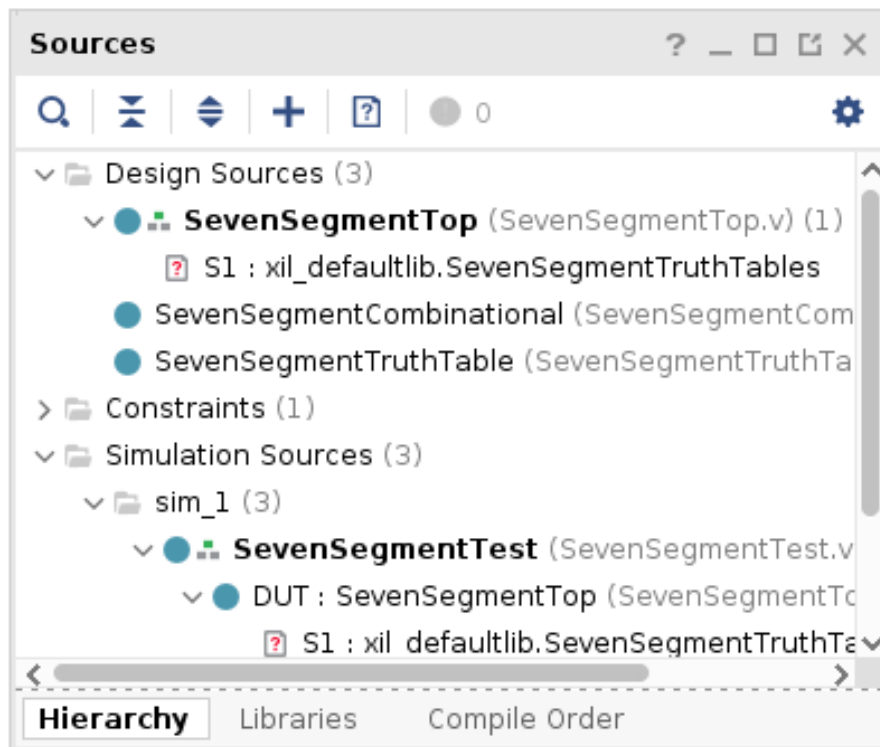 Sources ?
0
Design Sources (3)
SevenSegmentTop (SevenSegmentTop.v) (1)
? S1 : xil_defaultlib.SevenSegmentTruthTables
SevenSegmentCombinational (SevenSegmentCom
SevenSegmentTruthTable (SevenSegmentTruthTa
Constraints (1)
Simulation Sources (3)
sim_1 (3)
SevenSegmentTest (SevenSegmentTest.v
DUT : SevenSegmentTop (SevenSegmentTo
? S1 : xil_defaultlib.SevenSegmentTruthTa
Hierarchy Libraries Compile Order